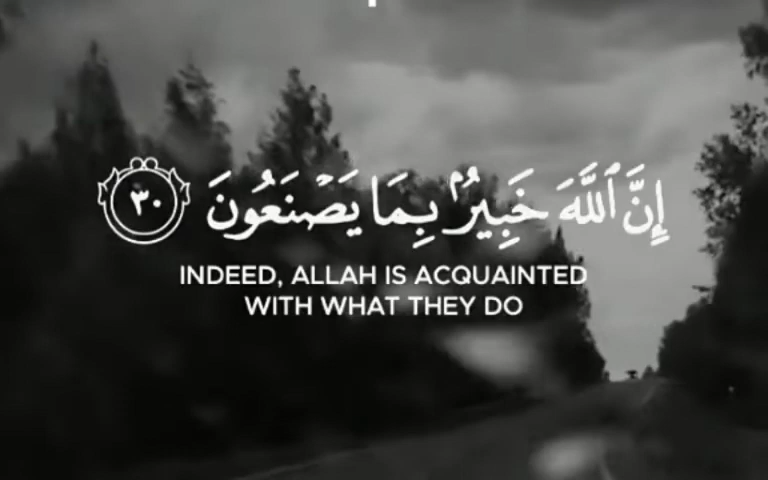 إِنَّ ٱللَّهَ خَبِيرٌۢ بِمَا يَصْنَعُونَ ٣٠
INDEED, ALLAH IS ACQUAINTED
WITH WHAT THEY DO